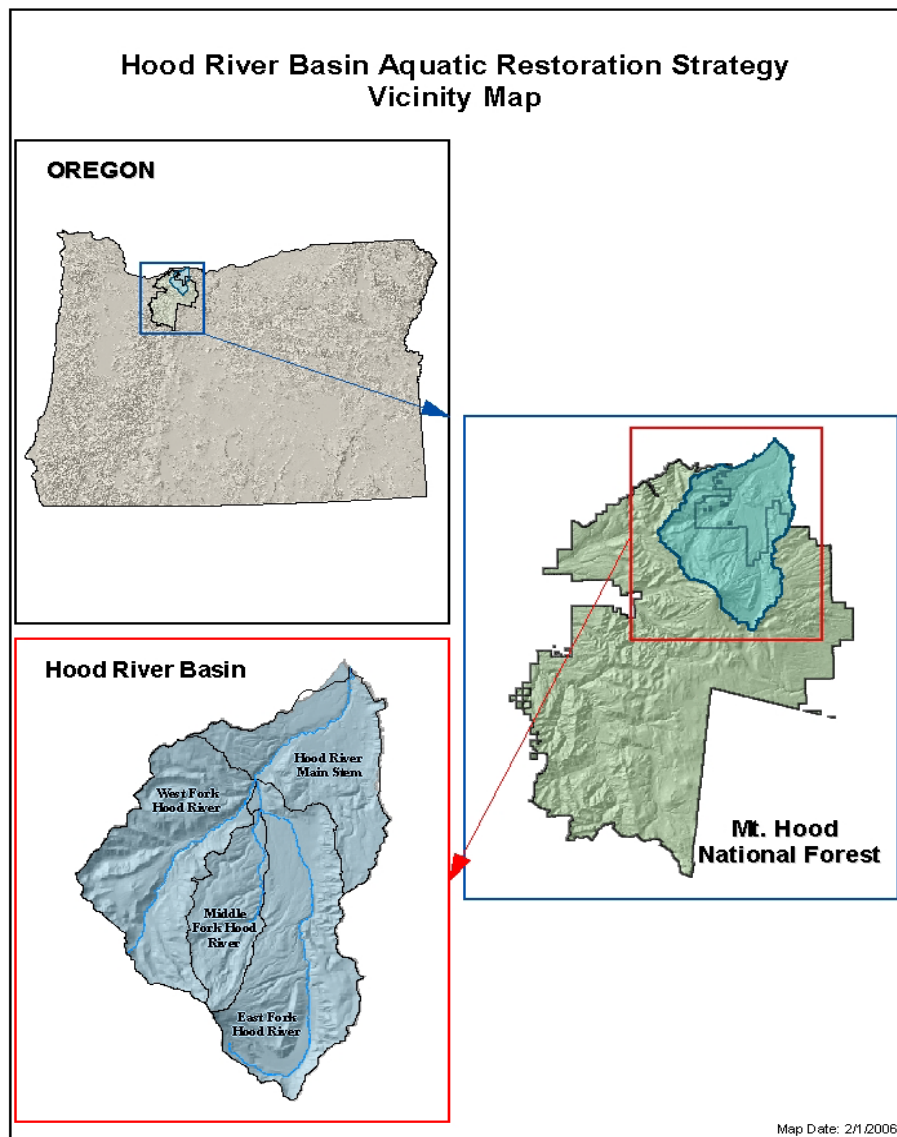 Hood River Basin Aquatic Restoration Strategy
Vicinity Map
OREGON
Mt. Hood
National Forest
Hood River Basin
Hood River
Main Stem
West Fork
Hood River
Middle
Fork Hood
River
East Fork
Hood River
Map Date: 2/1/2006